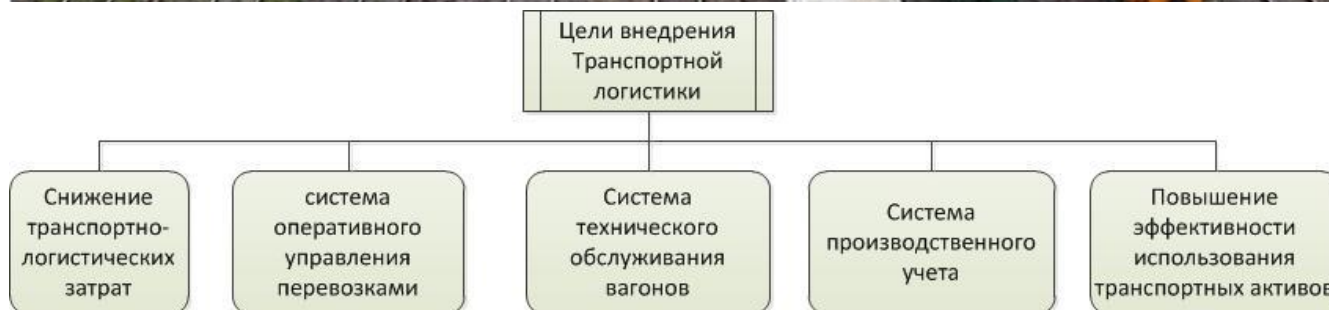 Цели внедрения
Транспортной
логистики
Снижение
транспортно-
логистических
затрат
система
оперативного
управления
перевозками
Система
технического
обслуживания
вагонов
Система
производственного
учета
Повышение
эффективности
использования
транспортных активов